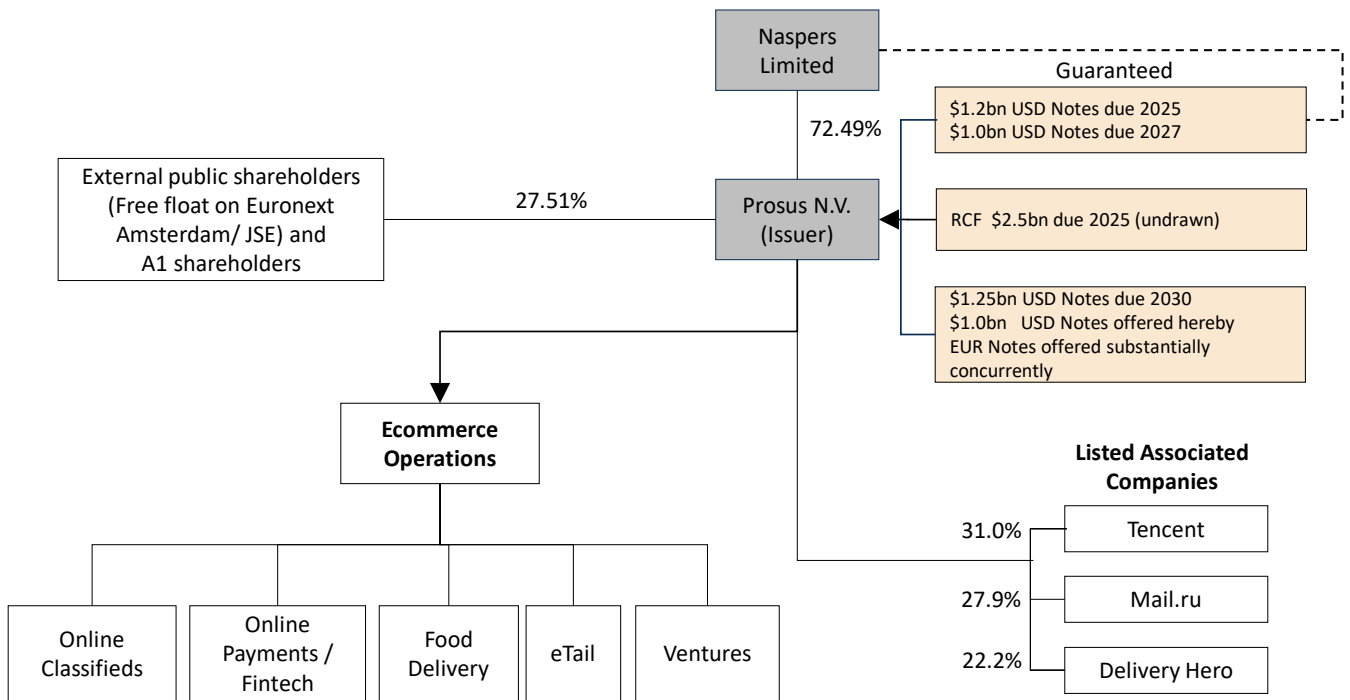 Naspers
Limited
Guaranteed
$1.2bn USD Notes due 2025
$1.0bn USD Notes due 2027
72.49%
External public shareholders
(Free float on Euronext
Amsterdam/ JSE) and
A1 shareholders
27.51%
Prosus N.V.
(Issuer)
RCF $2.5bn due 2025 (undrawn)
$1.25bn USD Notes due 2030
$1.0bn USD Notes offered hereby
EUR Notes offered substantially
concurrently
Ecommerce
Operations
Listed Associated
Companies
31.0%
Tencent
27.9%
Mail.ru
22.2%
Delivery Hero
Online
Classifieds
Online
Payments /
Fintech
Food
Delivery
eTail
Ventures